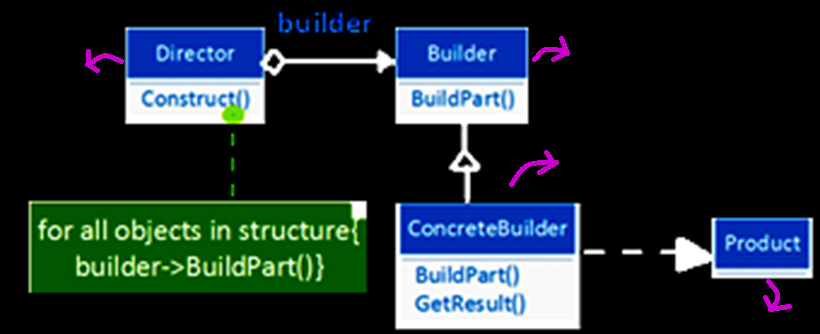 builder
Director
Construct()
Builder
BuildPart()
for all objects in structure{
builder->BuildPart()}
ConcreteBuilder
BuildPart()
GetResult()
Product